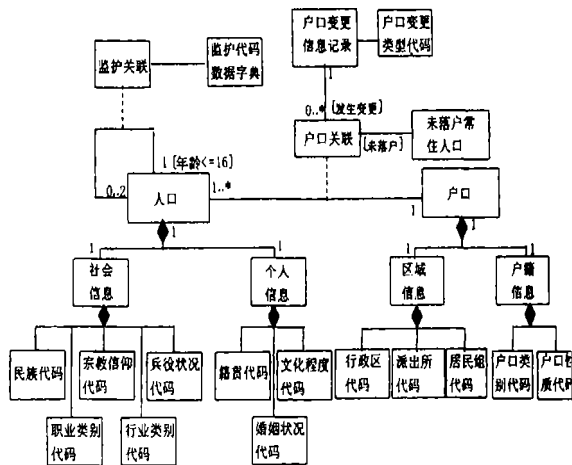 户口变更
信息记录
户口变更
类型代码
监护关联
监护代码
数据字典
1
0..* [发生变更]
户口关联
[未落户]
未落户常
住人口
1 [年龄<=16]
0..2
人口
1..*
户口
1
1
1
1
1
1
1
社会
信息
个人
信息
区域
信息
户籍
信息
民族代码
宗教信仰
代码
兵役状况
代码
籍贯代码
文化程度
代码
行政区
代码
派出所
代码
居民组
代码
户口类
别代码
户口性
质代码
职业类别
代码
行业类别
代码
婚姻状况
代码